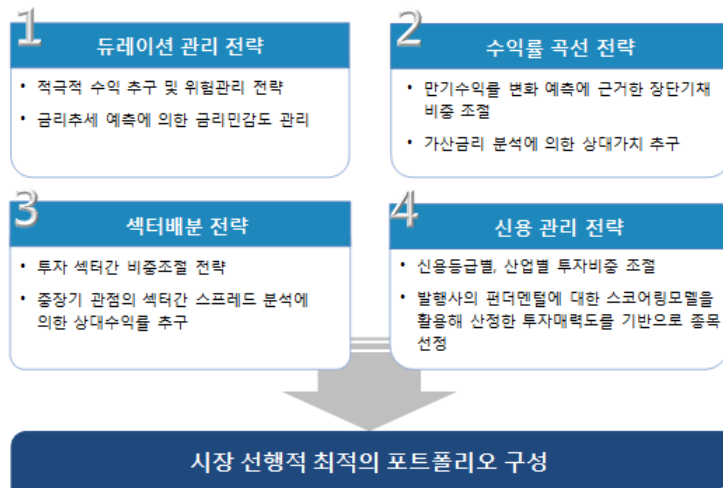 1
듀레이션 관리 전략
• 적극적 수익 추구 및 위험관리 전략
• 금리추세 예측에 의한 금리민감도 관리
2
수익률 곡선 전략
• 만기수익률 변화 예측에 근거한 장단기채
비중 조절
• 가산금리 분석에 의한 상대가치 추구
3
섹터배분 전략
• 투자 섹터간 비중조절 전략
• 중장기 관점의 섹터간 스프레드 분석에
의한 상대수익률 추구
4
신용 관리 전략
• 신용등급별, 산업별 투자비중 조절
• 발행사의 펀더멘털에 대한 스코어링모델을
활용해 산정한 투자매력도를 기반으로 종목
선정
시장 선행적 최적의 포트폴리오 구성